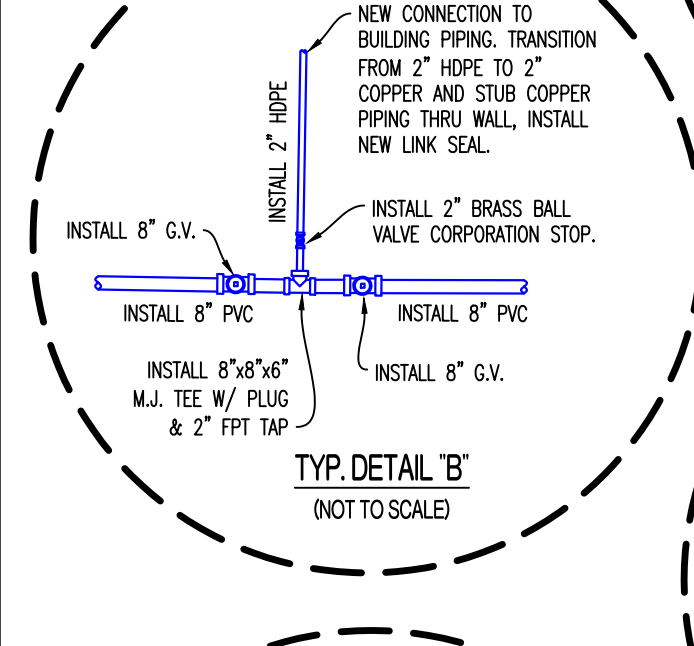 NEW CONNECTION TO
BUILDING PIPING. TRANSITION
FROM 2" HDPE TO 2"
COPPER AND STUB COPPER
PIPING THRU WALL, INSTALL
NEW LINK SEAL.
INSTALL 2" HDPE
INSTALL 2" BRASS BALL
VALVE CORPORATION STOP.
INSTALL 8" G.V.
INSTALL 8" PVC
INSTALL 8" PVC
INSTALL 8"x8"x6"
M.J. TEE W/ PLUG
& 2" FPT TAP
INSTALL 8" G.V.
TYP. DETAIL "B"
(NOT TO SCALE)